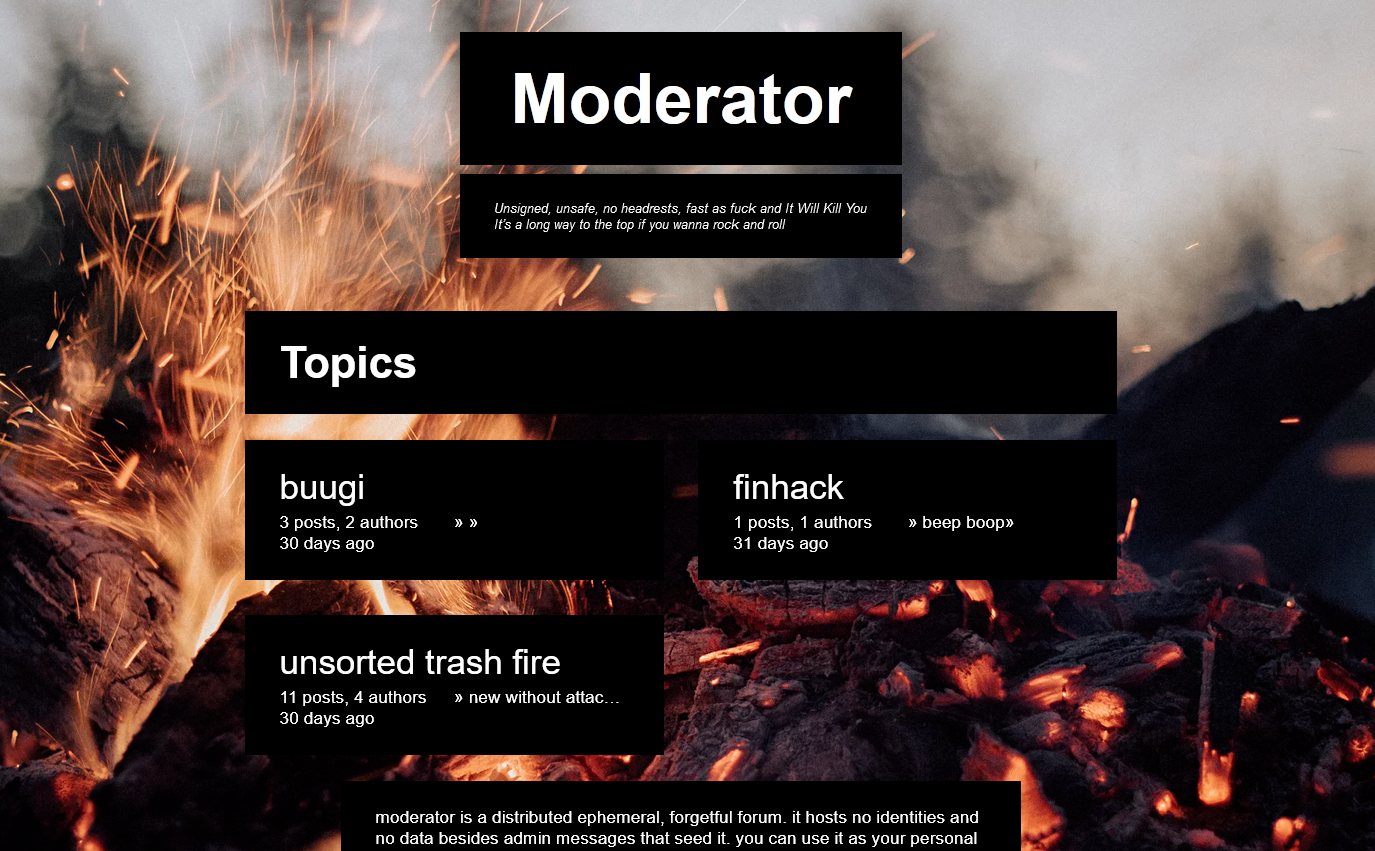 Moderator
Unsigned, unsafe, no headrests, fast as fuck and It Will Kill You
It's a long way to the top if you wanna rock and roll
Topics
buugi
3 posts, 2 authors » »
30 days ago
finhack
1 posts, 1 authors » beep boop»
31 days ago
unsorted trash fire
11 posts, 4 authors » new without attac…
30 days ago
moderator is a distributed ephemeral, forgetful forum. it hosts no identities and
no data besides admin messages that seed it. you can use it as your personal